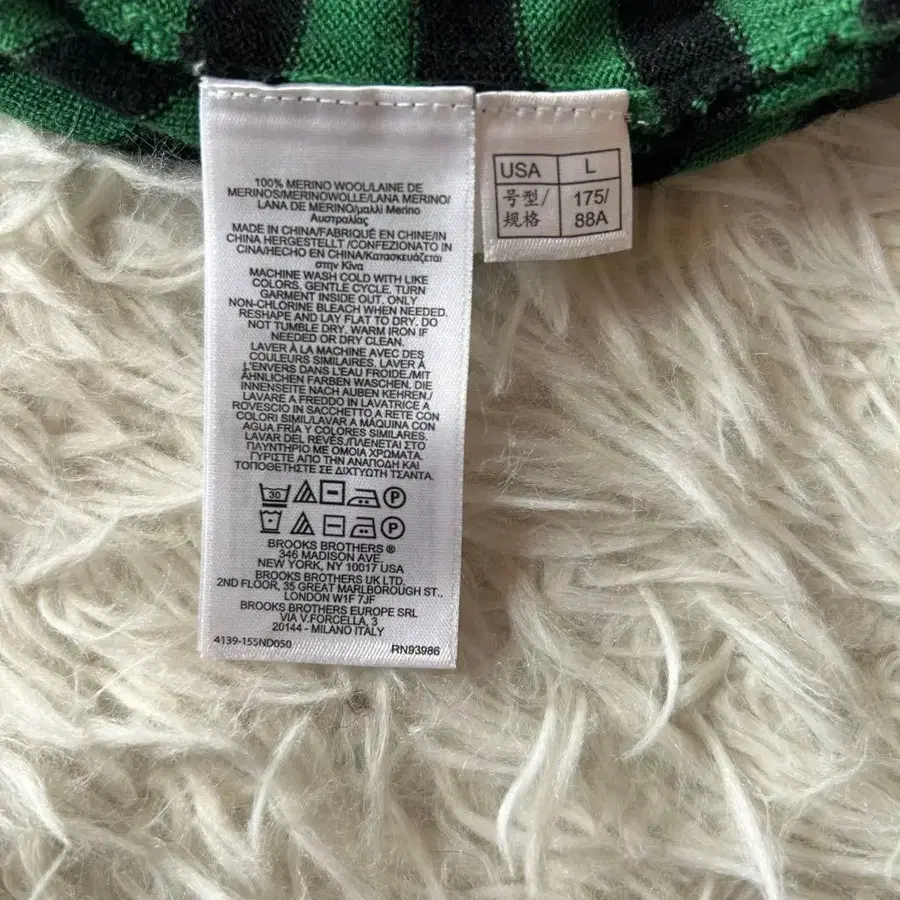 100% MERINO WOOL/LAINE DE
MERINOS/MERINOWOLLE/LANA MERINO/
LANA DE MERINO/μαλλί Merino
Αυστραλίας
MADE IN CHINA/FABRIQUÉ EN CHINE/IN
CHINA HERGESTELLT /CONFEZIONATO IN
CINA/HECHO EN CHINA/Κατασκευάζεται
στην Κίνα
MACHINE WASH COLD WITH LIKE
COLORS, GENTLE CYCLE. TURN
GARMENT INSIDE OUT. ONLY
NON-CHLORINE BLEACH WHEN NEEDED.
RESHAPE AND LAY FLAT TO DRY. DO
NOT TUMBLE DRY. WARM IRON IF
NEEDED OR DRY CLEAN.
LAVER À LA MACHINE AVEC DES
COULEURS SIMILAIRES, LAVER À
L'ENVERS DANS L'EAU FROIDE./MIT
ÄHNLICHEN FARBEN WASCHEN, DIE
INNENSEITE NACH AUßEN KEHREN./
LAVARE A FREDDO IN LAVATRICE A
ROVESCIO IN SACCHETTO A RETE CON
COLORI SIMIL/LAVAR A MÁQUINA CON
AGUA FRÍA Y COLORES SIMILARES.
LAVAR DEL REVÉS./ΠΛΕΝΕΤΑΙ ΣΤΟ
ΠΛΥΝΤΗΡΙΟ ΜΕ ΟΜΟΙΑ ΧΡΩΜΑΤΑ.
ΓΥΡΙΣΤΕ ΑΠΟ ΤΗΝ ΑΝΑΠΟΔΗ ΚΑΙ
ΤΟΠΟΘΕΤΗΣΤΕ ΣΕ ΔΙΧΤΥΩΤΗ ΤΣΑΝΤΑ.
30 P
P
BROOKS BROTHERS ®
346 MADISON AVE.
NEW YORK, NY 10017 USA
BROOKS BROTHERS UK LTD.
2ND FLOOR, 35 GREAT MARLBOROUGH ST.,
LONDON W1F 7JF
BROOKS BROTHERS EUROPE SRL
VIA V.FORCELLA, 3
20144 - MILANO ITALY
4139-155ND050 RN93986
USA L
号型/ 175/
规格 88A